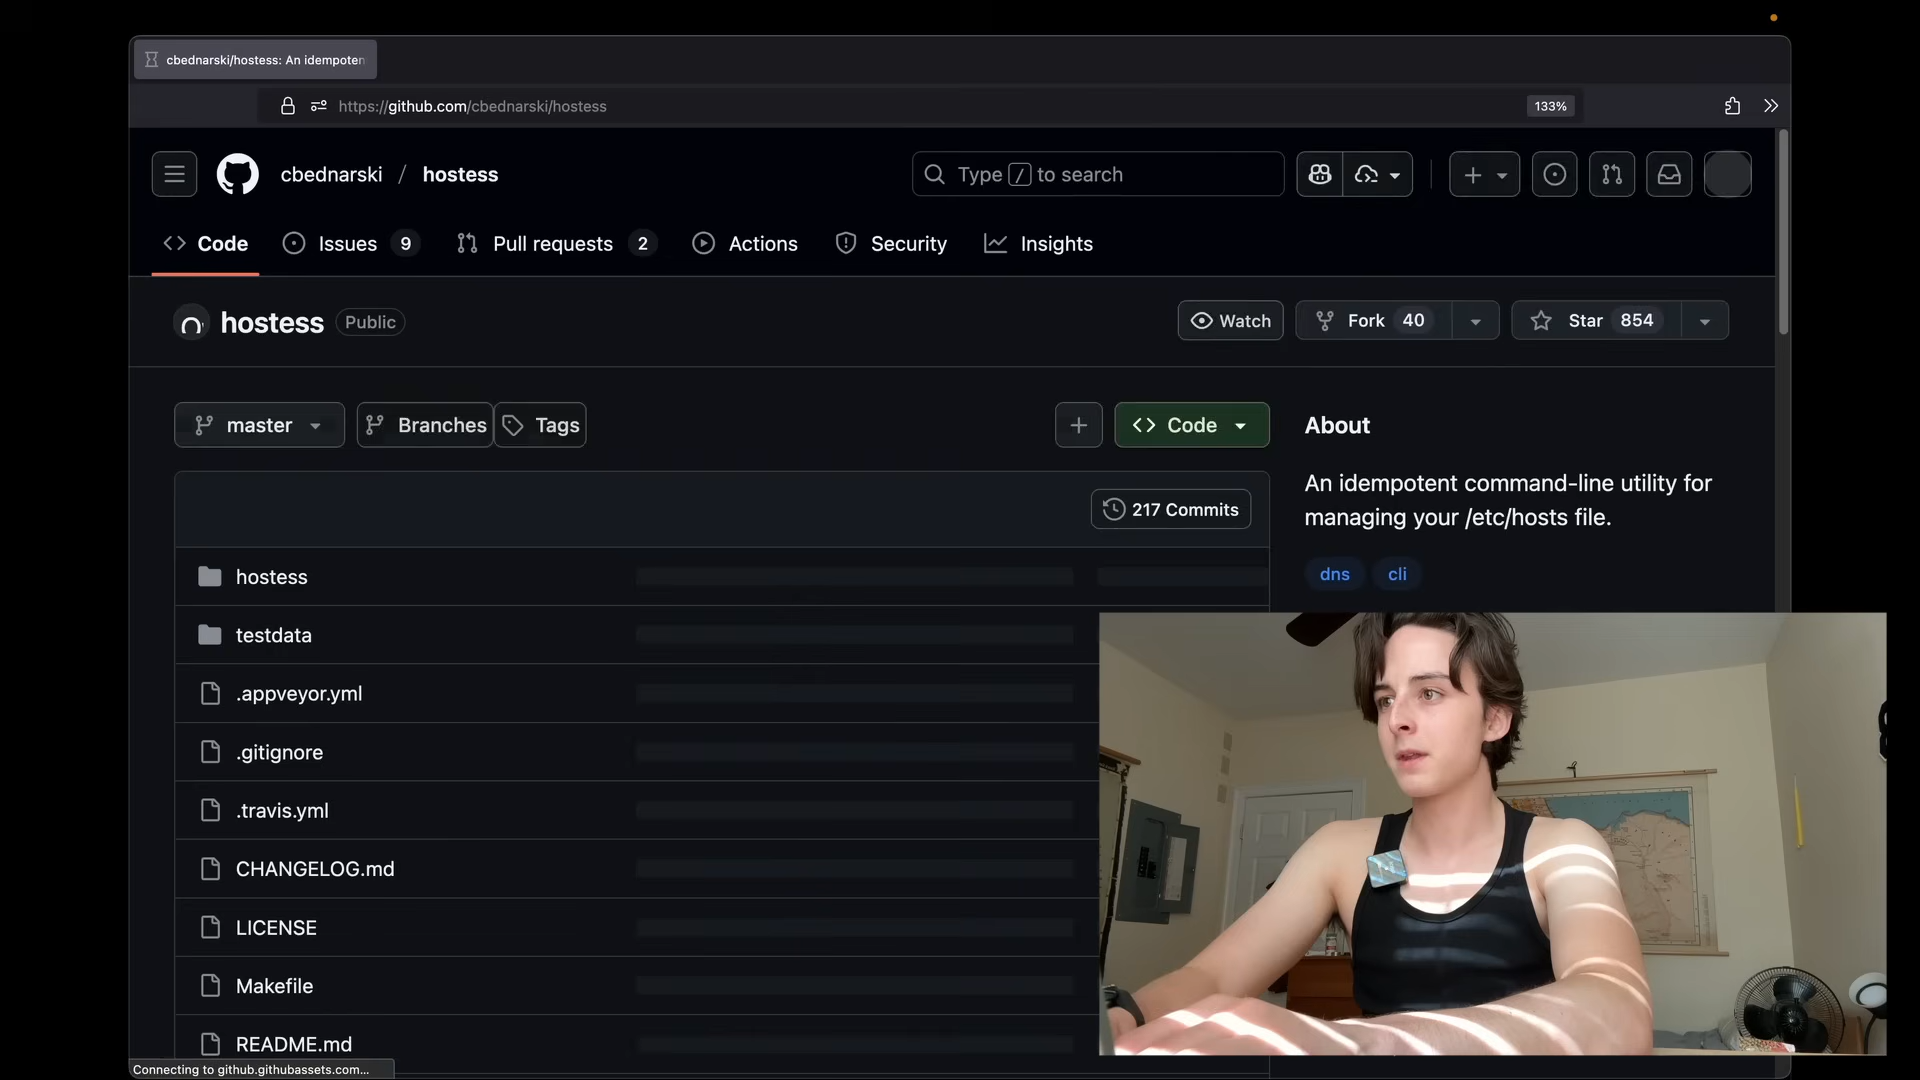 cbednarski/hostess: An idempoten
https://github.com/cbednarski/hostess
133%
cbednarski / hostess
Type / to search
Code
Issues 9
Pull requests 2
Actions
Security
Insights
hostess Public
Watch
Fork 40
Star 854
master
Branches
Tags
Code
About
217 Commits
An idempotent command-line utility for
managing your /etc/hosts file.
dns cli
hostess
testdata
.appveyor.yml
.gitignore
.travis.yml
CHANGELOG.md
LICENSE
Makefile
README.md
Connecting to github.githubassets.com...